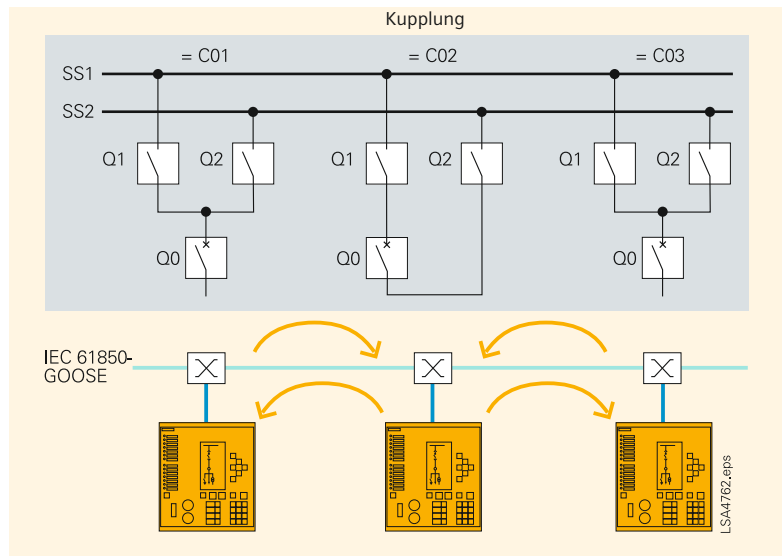 Kupplung
= C01
= C02
= C03
SS1
SS2
Q1
Q2
Q1
Q2
Q1
Q2
Q0
Q0
Q0
IEC 61850-
GOOSE
LSA4762.eps